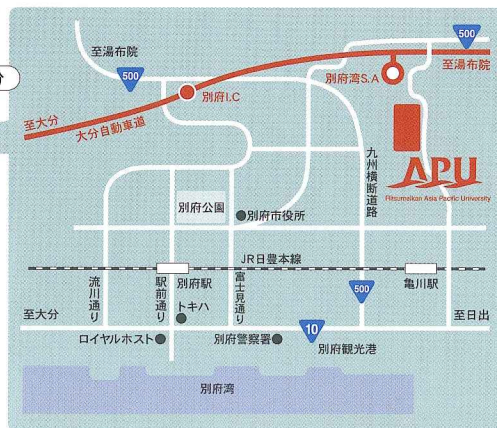 分
500
至湯布院
500
至湯布院
別府湾S.A
別府I.C
至大分
大分自動車道
APU
Ritsumeikan Asia Pacific University
九州横断道路
別府公園
別府市役所
JR日豊本線
流川通り
駅前通り
別府駅
富士見通り
亀川駅
500
トキハ
至大分
至日出
ロイヤルホスト
別府警察署
10
別府観光港
別府湾